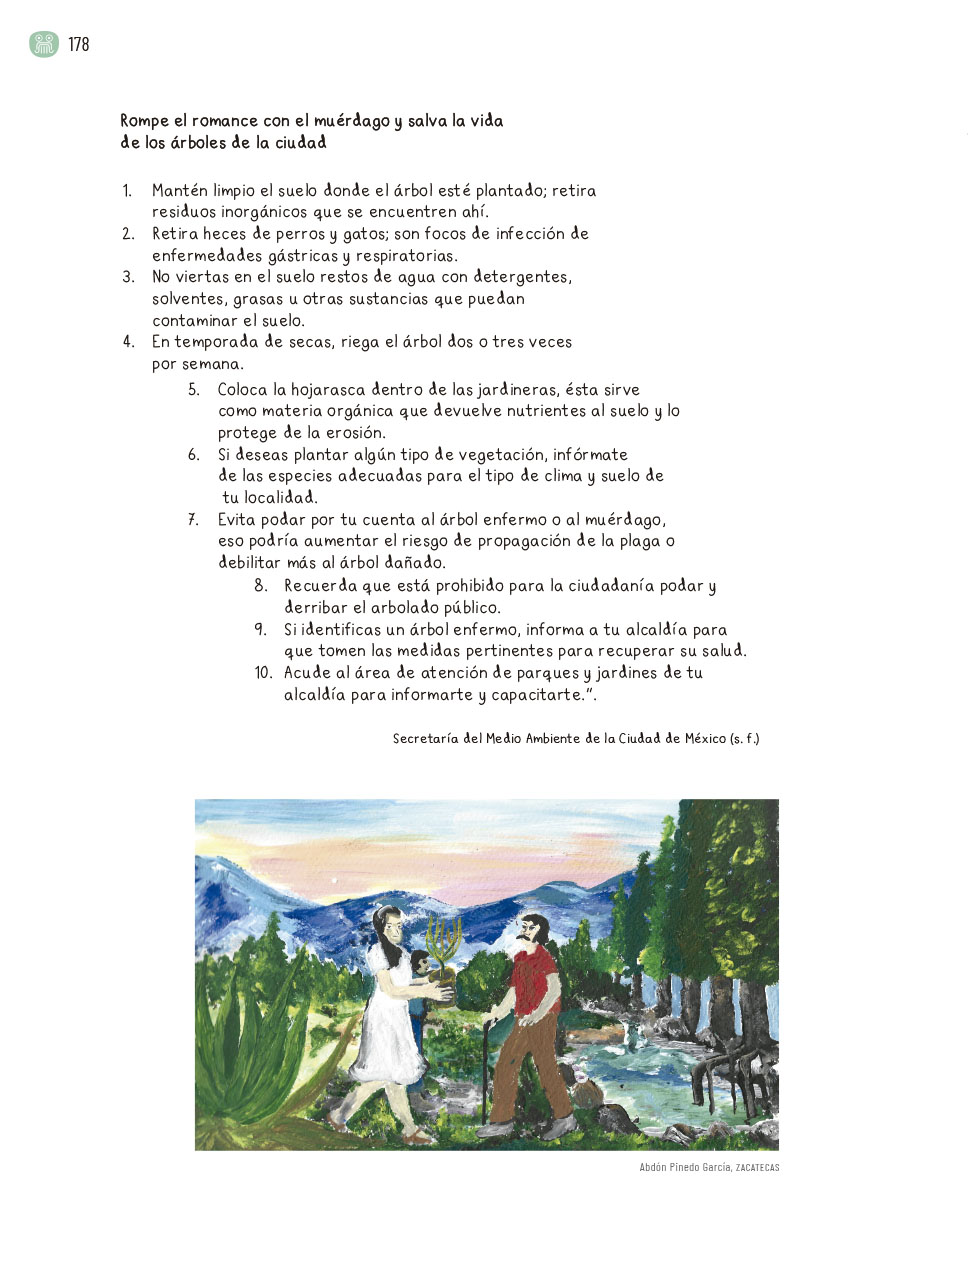 178
Rompe el romance con el muérdago y salva la vida
de los árboles de la ciudad
1. Mantén limpio el suelo donde el árbol esté plantado; retira
residuos inorgánicos que se encuentren ahí.
2. Retira heces de perros y gatos; son focos de infección de
enfermedades gástricas y respiratorias.
3. No viertas en el suelo restos de agua con detergentes,
solventes, grasas u otras sustancias que puedan
contaminar el suelo.
4. En temporada de secas, riega el árbol dos o tres veces
por semana.
5. Coloca la hojarasca dentro de las jardineras, ésta sirve
como materia orgánica que devuelve nutrientes al suelo y lo
protege de la erosión.
6. Si deseas plantar algún tipo de vegetación, infórmate
de las especies adecuadas para el tipo de clima y suelo de
tu localidad.
7. Evita podar por tu cuenta al árbol enfermo o al muérdago,
eso podría aumentar el riesgo de propagación de la plaga o
debilitar más al árbol dañado.
8. Recuerda que está prohibido para la ciudadanía podar y
derribar el arbolado público.
9. Si identificas un árbol enfermo, informa a tu alcaldía para
que tomen las medidas pertinentes para recuperar su salud.
10. Acude al área de atención de parques y jardines de tu
alcaldía para informarte y capacitarte.”.
Secretaría del Medio Ambiente de la Ciudad de México (s. f.)
Abdón Pinedo García, ZACATECAS